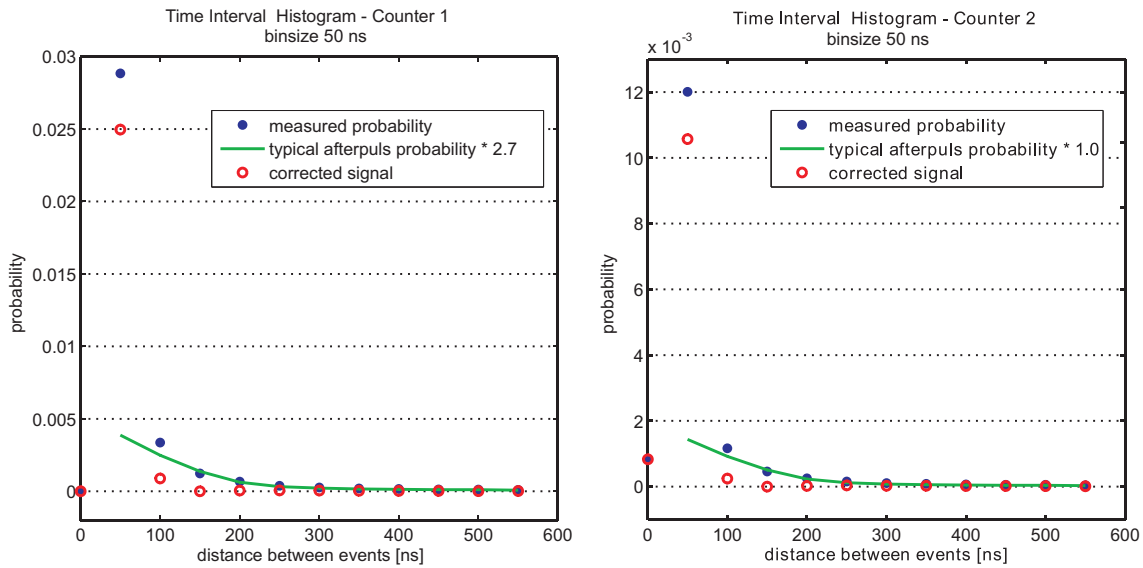 Time Interval Histogram - Counter 1
binsize 50 ns
0.03
0.025
0.02
0.015
0.01
0.005
0
probability
measured probability
typical afterpuls probability * 2.7
corrected signal
0 100 200 300 400 500 600
distance between events [ns]
Time Interval Histogram - Counter 2
binsize 50 ns
x 10-3
12
10
8
6
4
2
0
probability
measured probability
typical afterpuls probability * 1.0
corrected signal
0 100 200 300 400 500 600
distance between events [ns]